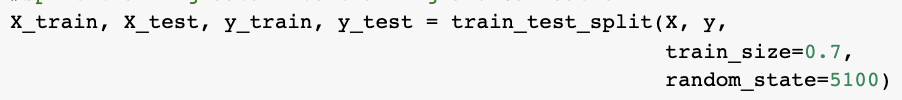 X_train, X_test, y_train, y_test = train_test_split(X, y,
train_size=0.7,
random_state=5100)